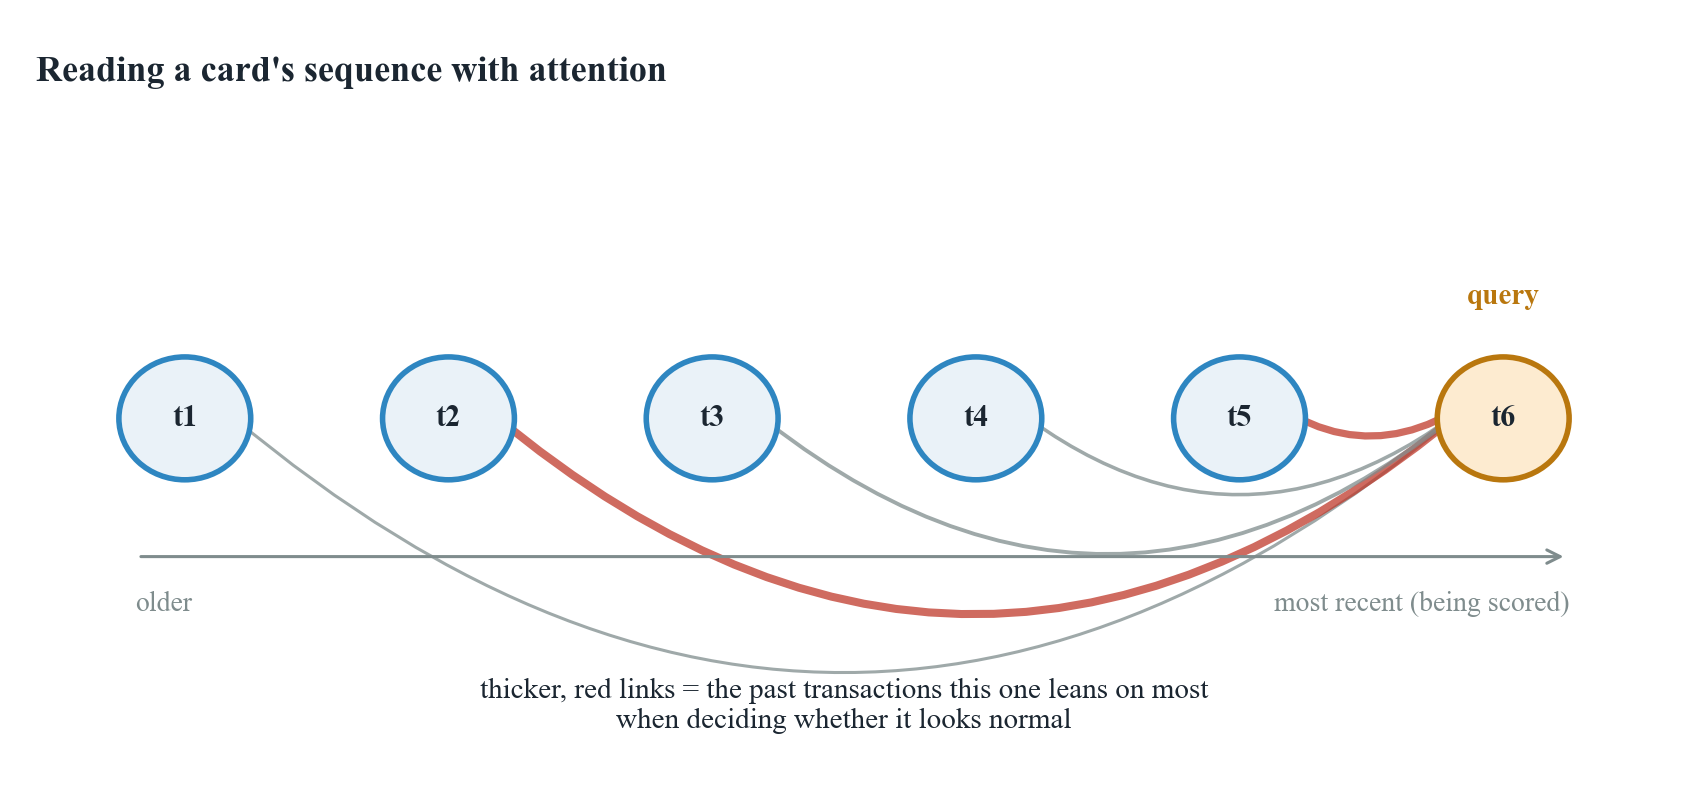 Reading a card's sequence with attention
query
t1 t2 t3 t4 t5 t6
older most recent (being scored)
thicker, red links = the past transactions this one leans on most
when deciding whether it looks normal